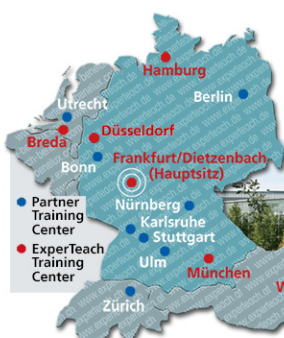 Hamburg
Berlin
Utrecht
Breda
Düsseldorf
Bonn
Frankfurt/Dietzenbach
(Hauptsitz)
Nürnberg
Karlsruhe
Stuttgart
Ulm
München
Zürich
W
Partner
Training
Center
ExperTeach
Training
Center